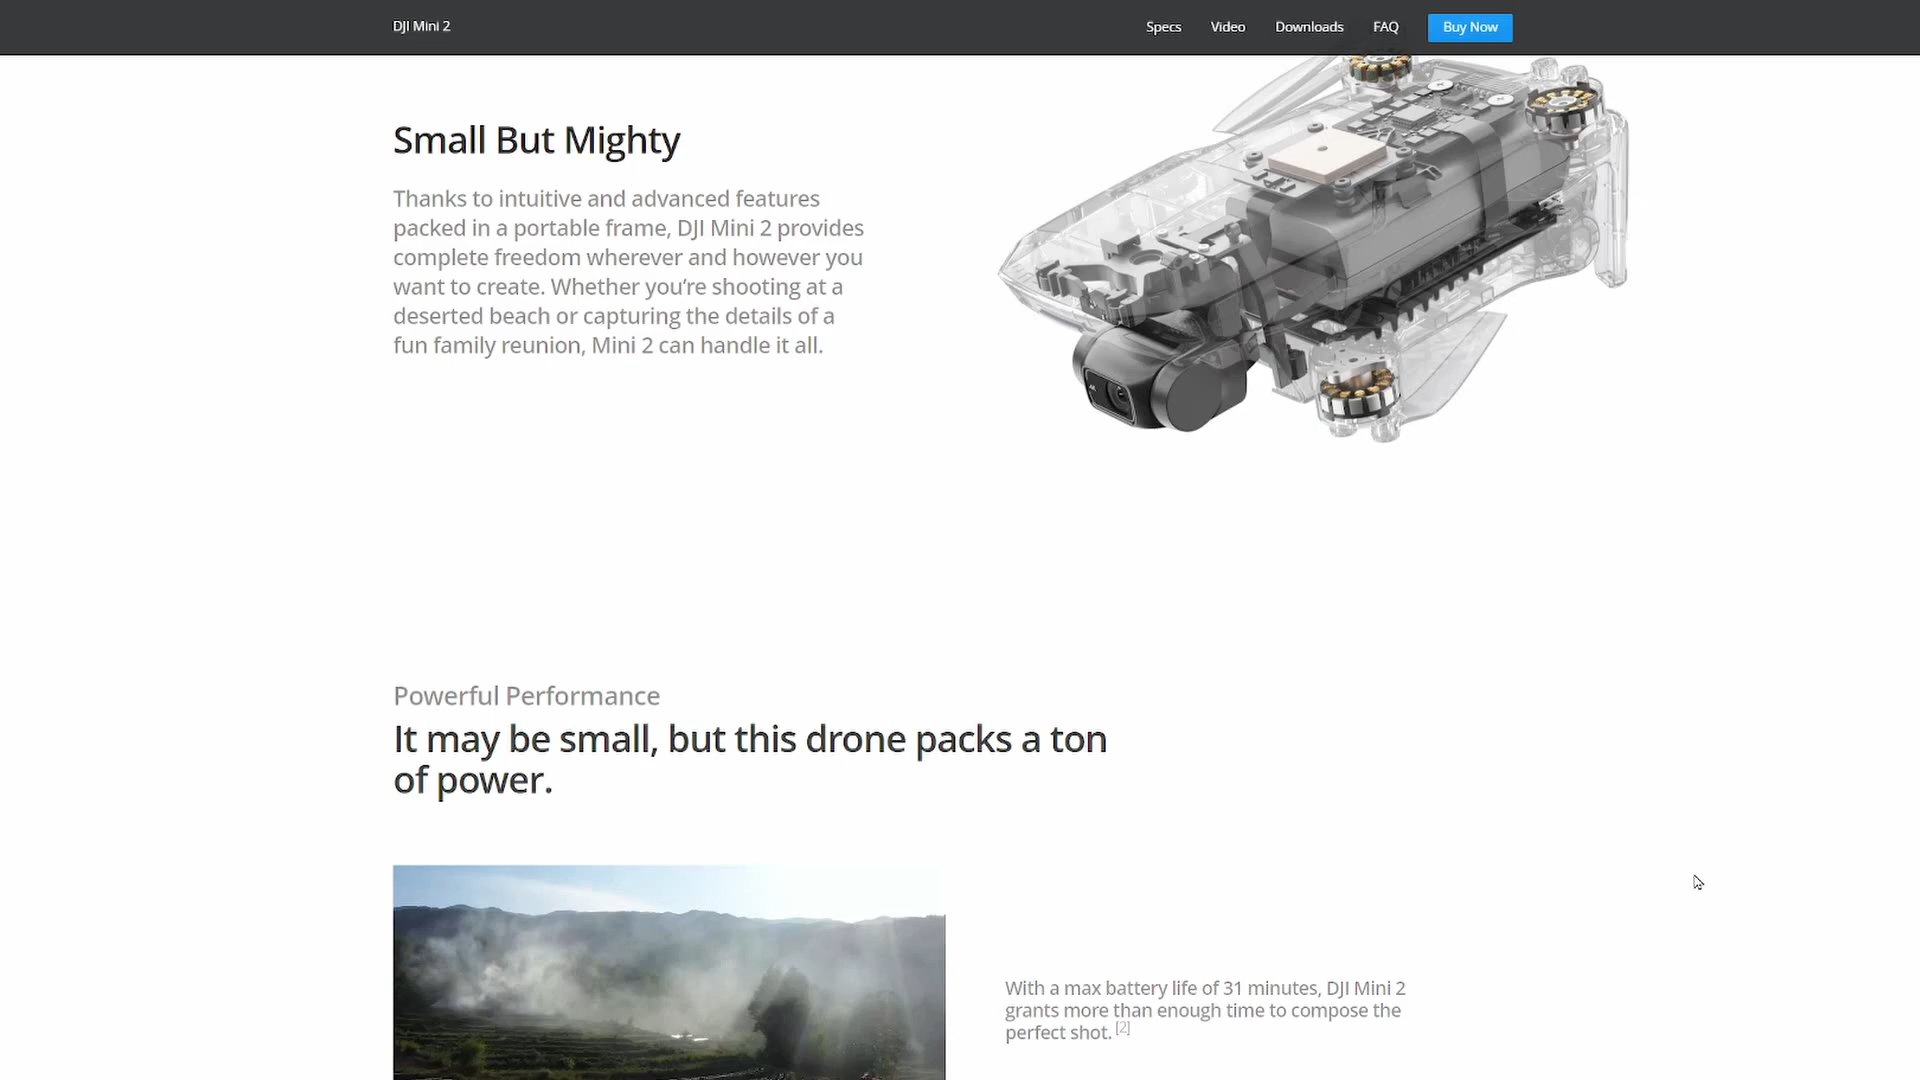 DJI Mini 2
Specs
Video
Downloads
FAQ
Buy Now
Small But Mighty
Thanks to intuitive and advanced features
packed in a portable frame, DJI Mini 2 provides
complete freedom wherever and however you
want to create. Whether you’re shooting at a
deserted beach or capturing the details of a
fun family reunion, Mini 2 can handle it all.
Powerful Performance
It may be small, but this drone packs a ton
of power.
With a max battery life of 31 minutes, DJI Mini 2
grants more than enough time to compose the
perfect shot. [2]